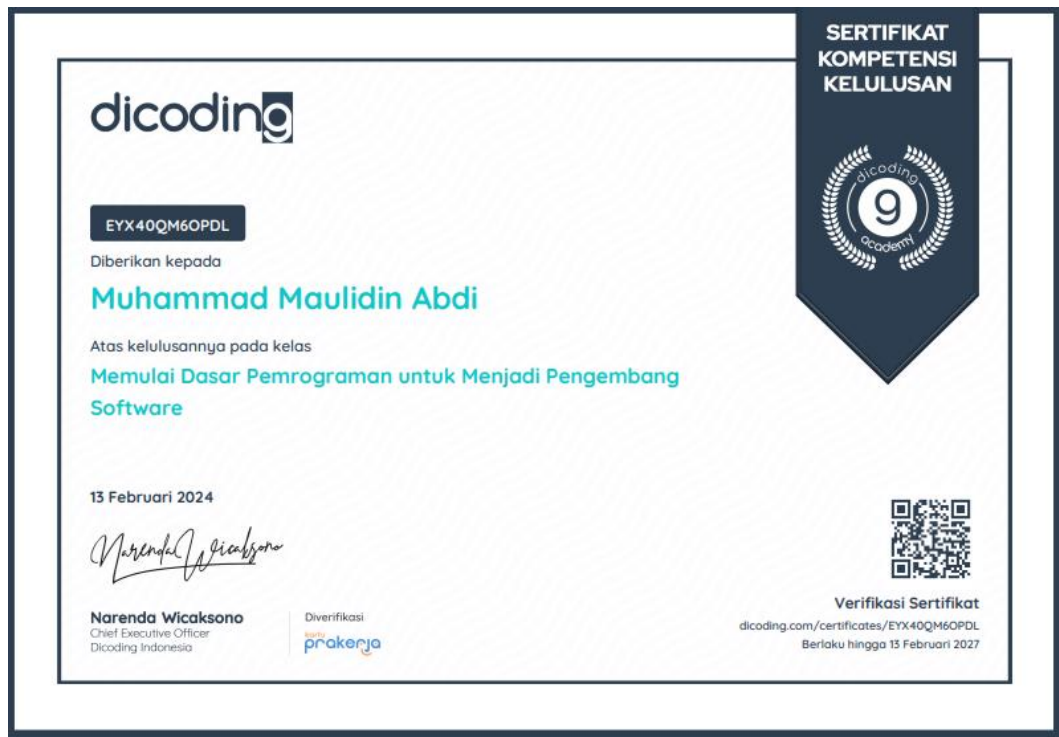 SERTIFIKAT
KOMPETENSI
KELULUSAN
dicoding
dicoding
9
academy
EYX40QM6OPDL
Diberikan kepada
Muhammad Maulidin Abdi
Atas kelulusannya pada kelas
Memulai Dasar Pemrograman untuk Menjadi Pengembang
Software
13 Februari 2024
Narenda Wicaksono
Narenda Wicaksono
Chief Executive Officer
Dicoding Indonesia
Diverifikasi
kartu
prakerja
Verifikasi Sertifikat
dicoding.com/certificates/EYX40QM6OPDL
Berlaku hingga 13 Februari 2027